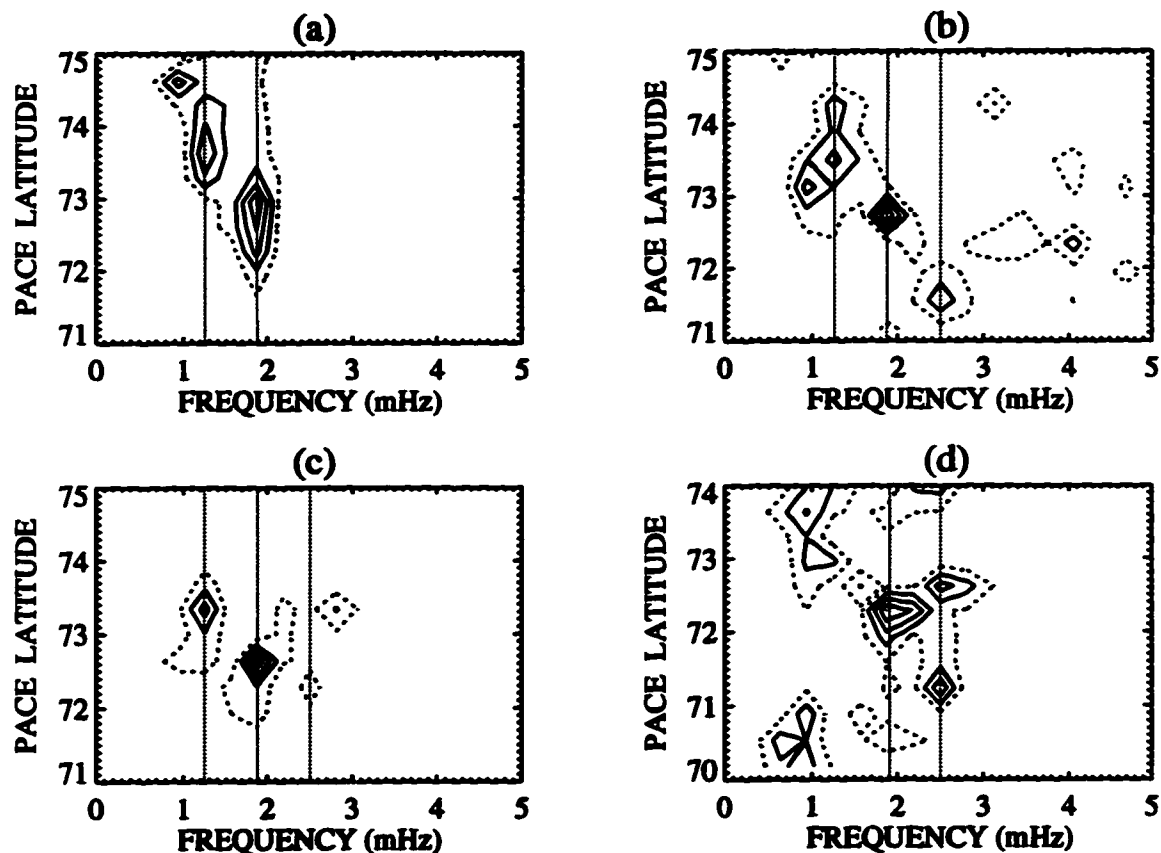 (a)
PACE LATITUDE
75
74
73
72
71
0 1 2 3 4 5
FREQUENCY (mHz)
(b)
PACE LATITUDE
75
74
73
72
71
0 1 2 3 4 5
FREQUENCY (mHz)
(c)
PACE LATITUDE
75
74
73
72
71
0 1 2 3 4 5
FREQUENCY (mHz)
(d)
PACE LATITUDE
74
73
72
71
70
0 1 2 3 4 5
FREQUENCY (mHz)